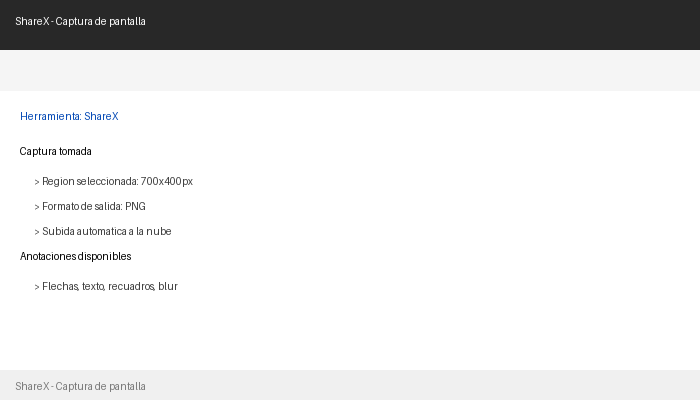 ShareX - Captura de pantalla
Herramienta: ShareX
Captura tomada
> Region seleccionada: 700x400px
> Formato de salida: PNG
> Subida automatica a la nube
Anotaciones disponibles
> Flechas, texto, recuadros, blur
ShareX - Captura de pantalla